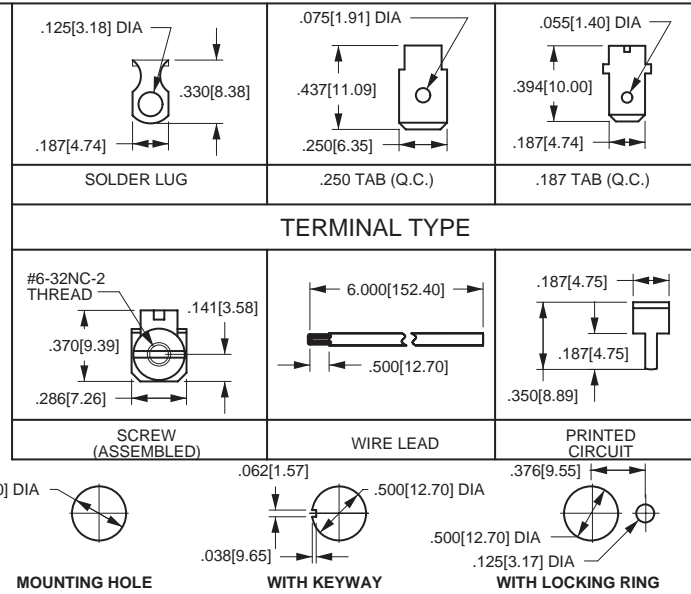 .125[3.18] DIA
.330[8.38]
.187[4.74]
SOLDER LUG
.075[1.91] DIA
.437[11.09]
.250[6.35]
.250 TAB (Q.C.)
.055[1.40] DIA
.394[10.00]
.187[4.74]
.187 TAB (Q.C.)
TERMINAL TYPE
#6-32NC-2
THREAD
.141[3.58]
.370[9.39]
.286[7.26]
SCREW
(ASSEMBLED)
6.000[152.40]
.500[12.70]
WIRE LEAD
.187[4.75]
.187[4.75]
.350[8.89]
PRINTED
CIRCUIT
0] DIA
MOUNTING HOLE
.062[1.57]
.500[12.70] DIA
.038[9.65]
WITH KEYWAY
.376[9.55]
.500[12.70] DIA
.125[3.17] DIA
WITH LOCKING RING